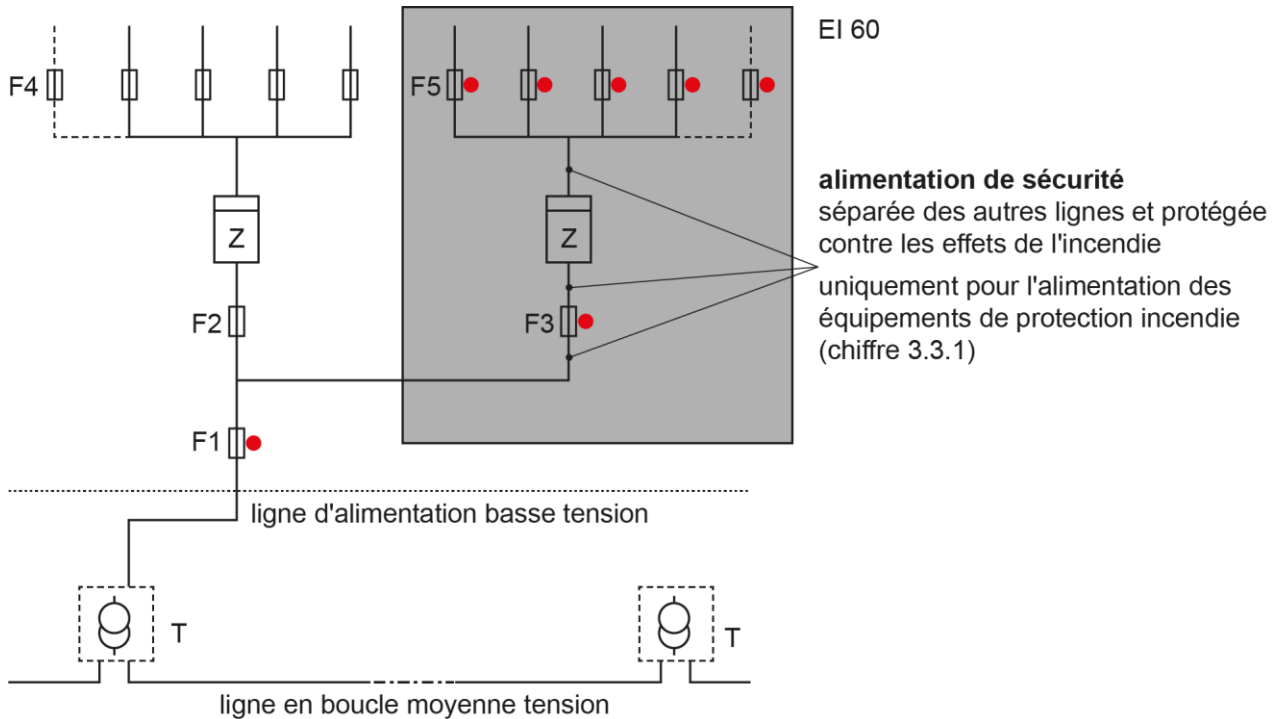 EI 60
F4
F5
alimentation de sécurité
séparée des autres lignes et protégée
contre les effets de l'incendie
uniquement pour l'alimentation des
équipements de protection incendie
(chiffre 3.3.1)
Z
Z
F2
F3
F1
ligne d'alimentation basse tension
T
T
ligne en boucle moyenne tension